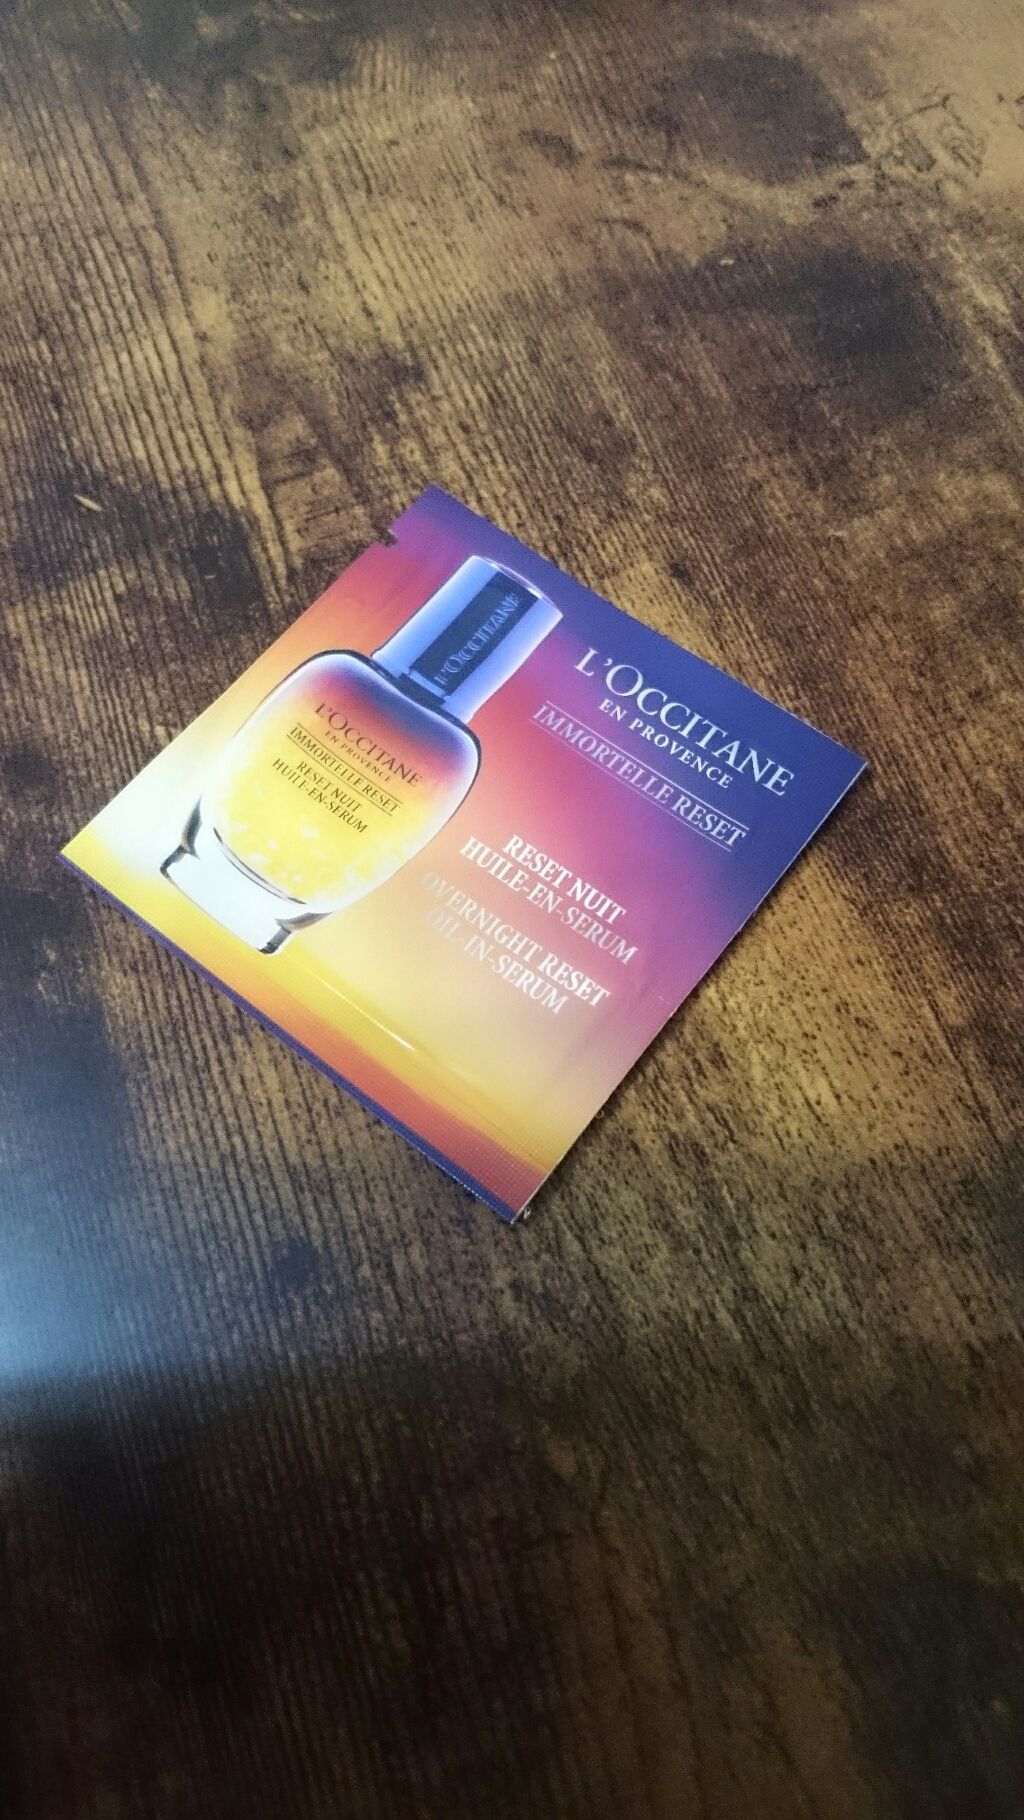 L'OCCITANE
L'OCCITANE
EN PROVENCE
IMMORTELLE RESET
RESET NUIT
HUILE-EN-SERUM
L'OCCITANE
EN PROVENCE
IMMORTELLE RESET
RESET NUIT
HUILE-EN-SERUM
OVERNIGHT RESET
OIL-IN-SERUM